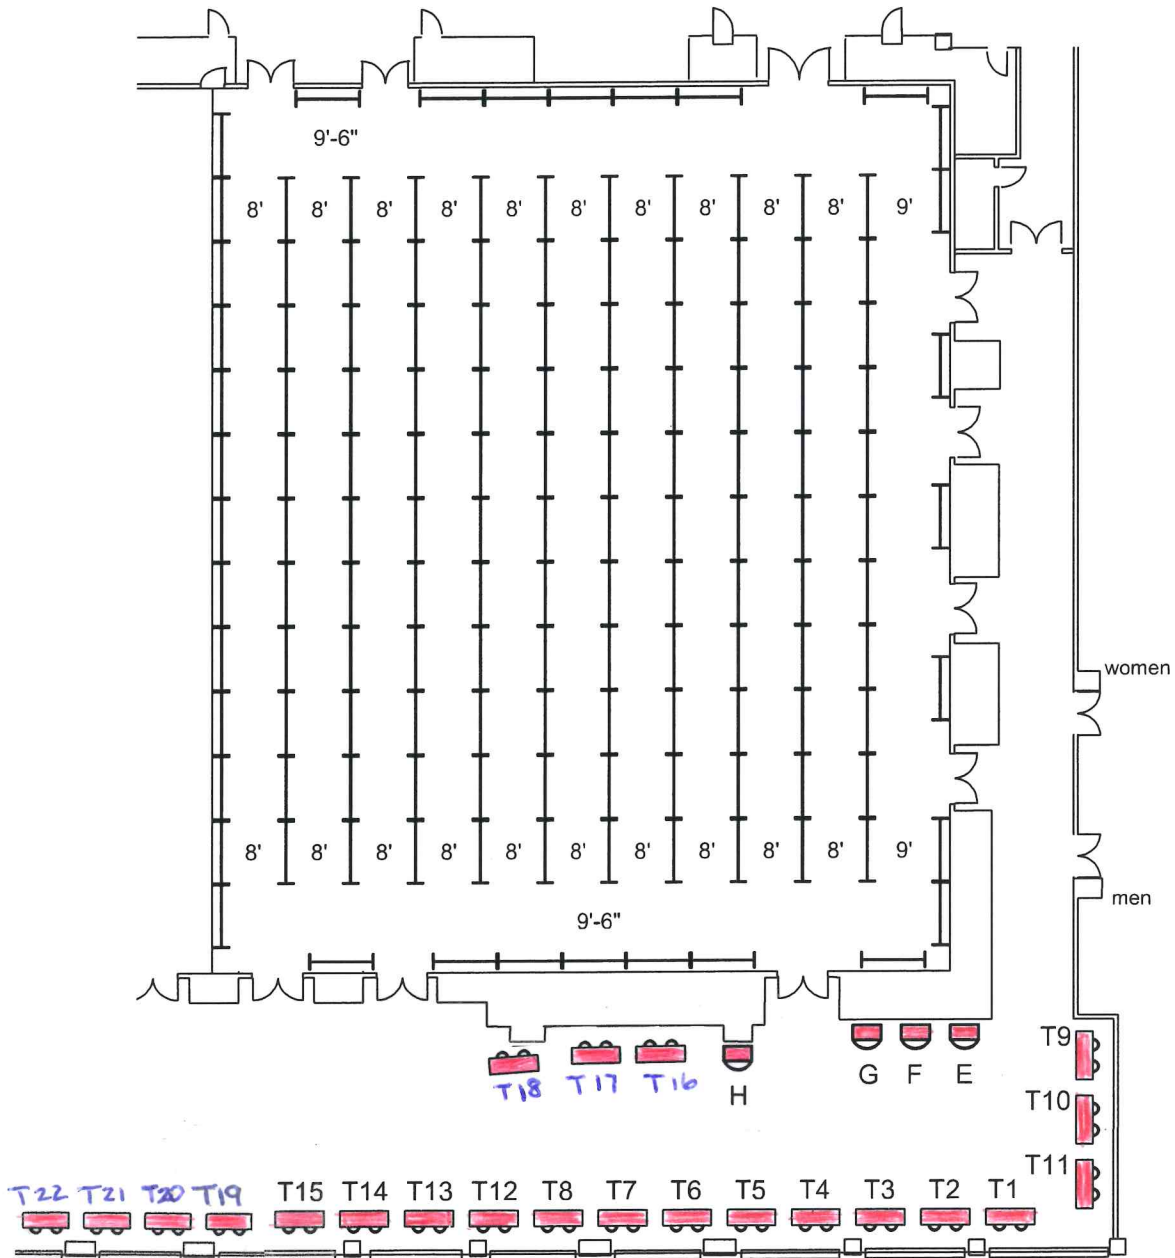 9'-6"
8' 8' 8' 8' 8' 8' 8' 8' 8' 8' 9'
women
8' 8' 8' 8' 8' 8' 8' 8' 8' 8' 9'
men
9'-6"
T9
T18 T17 T16 H G F E
T10
T11
T22 T21 T20 T19 T15 T14 T13 T12 T8 T7 T6 T5 T4 T3 T2 T1